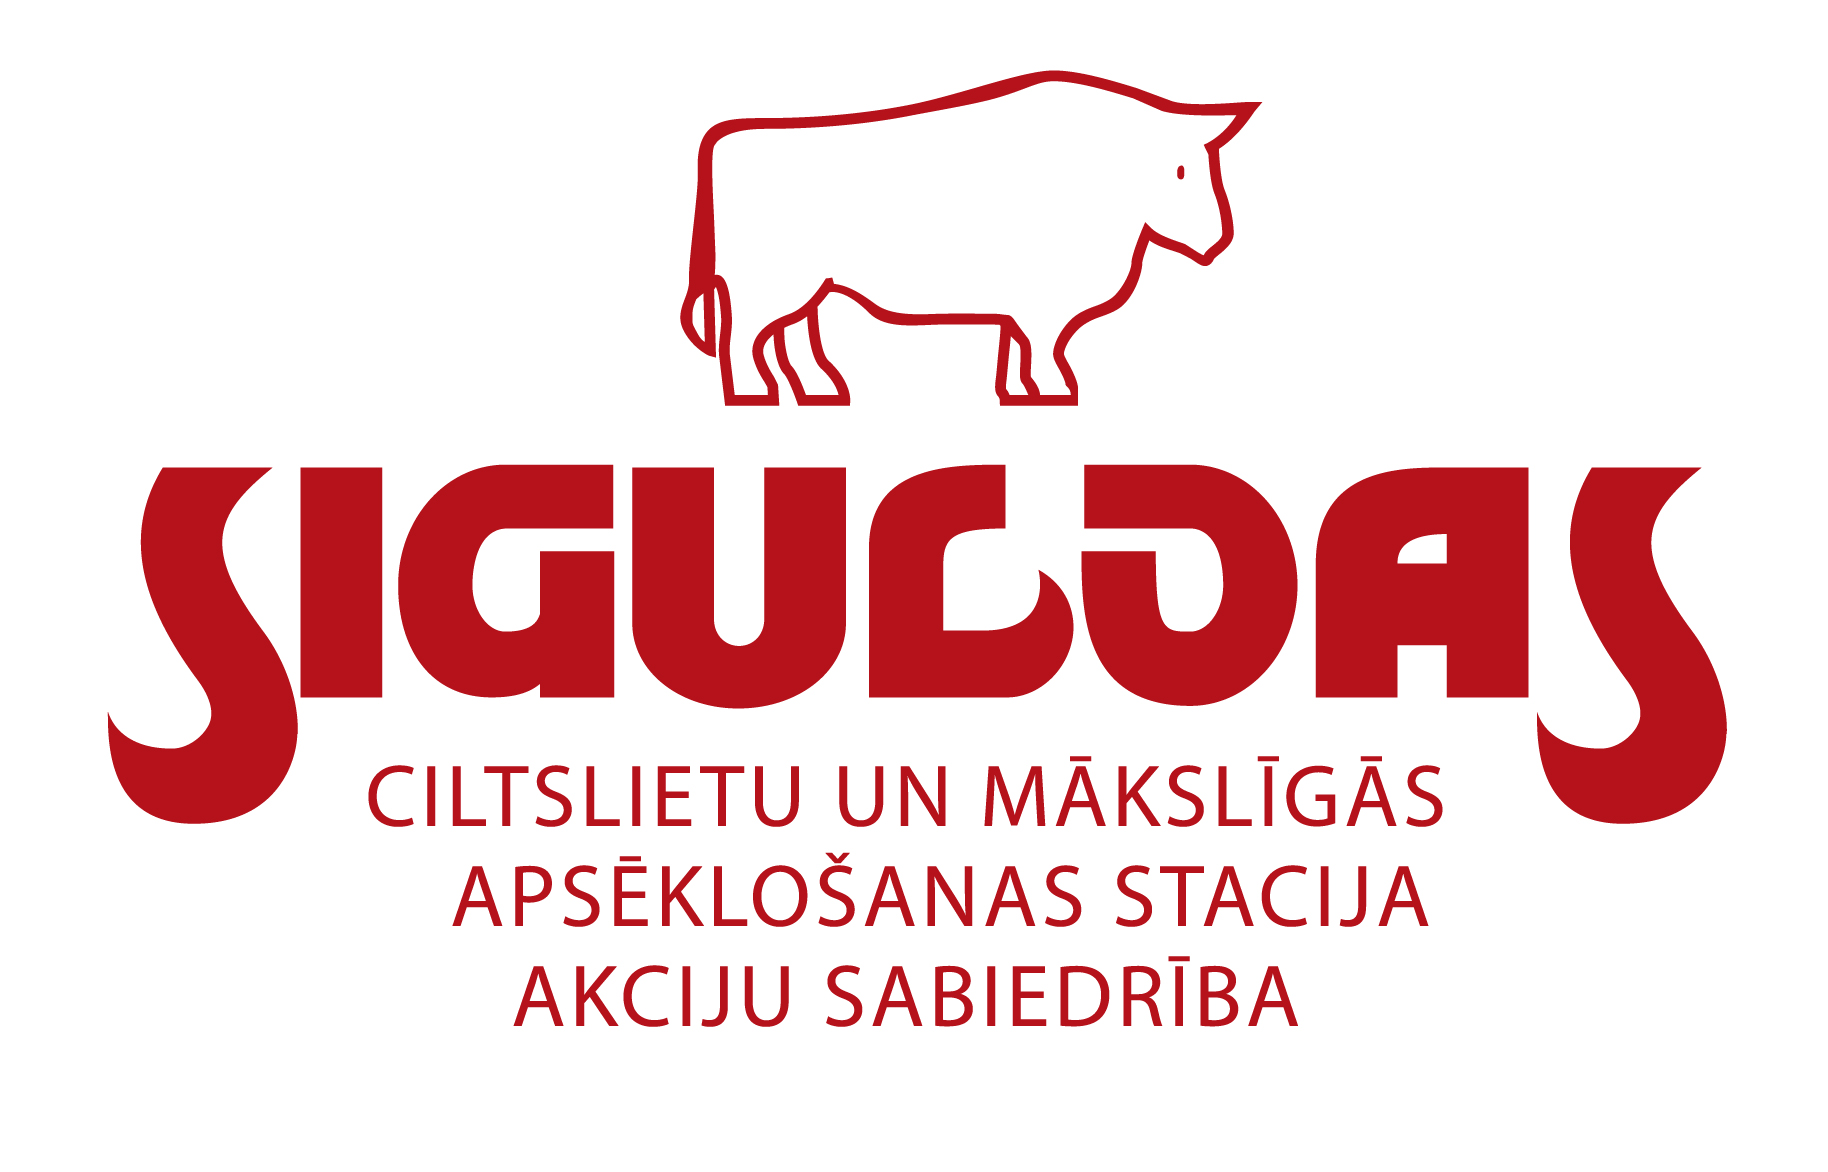 SIGULDAS
CILTSLIETU UN MĀKSLĪGĀS
APSĒKLOŠANAS STACIJA
AKCIJU SABIEDRĪBA